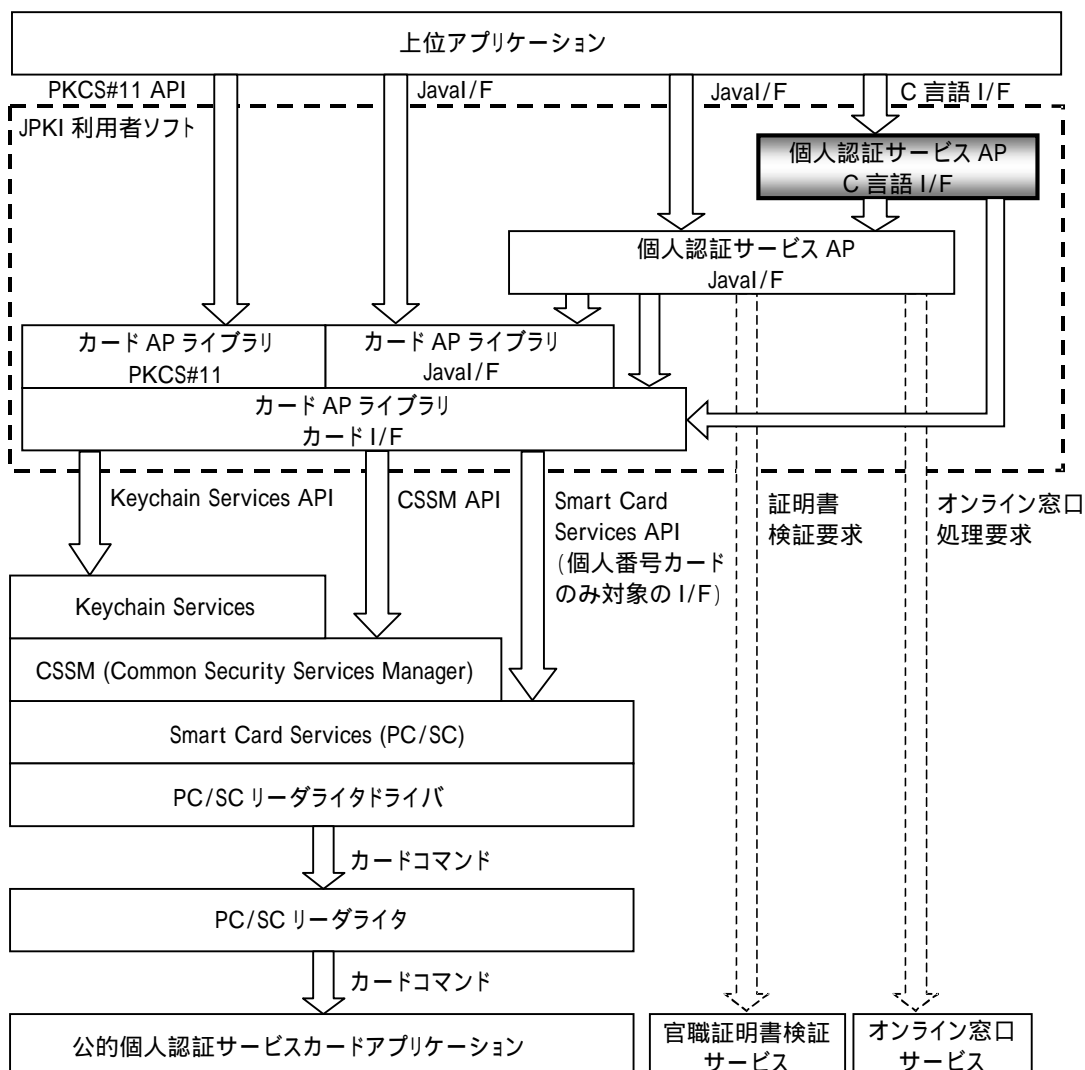 上位アプリケーション
PKCS#11 API
JavaI/F
JavaI/F
C 言語 I/F
JPKI 利用者ソフト
個人認証サービス AP
C 言語 I/F
個人認証サービス AP
JavaI/F
カード AP ライブラリ
PKCS#11
カード AP ライブラリ
JavaI/F
カード AP ライブラリ
カード I/F
Keychain Services API
CSSM API
Smart Card
Services API
(個人番号カード
のみ対象の I/F)
証明書
検証要求
オンライン窓口
処理要求
Keychain Services
CSSM (Common Security Services Manager)
Smart Card Services (PC/SC)
PC/SC リーダライタドライバ
カードコマンド
PC/SC リーダライタ
カードコマンド
公的個人認証サービスカードアプリケーション
官職証明書検証
サービス
オンライン窓口
サービス